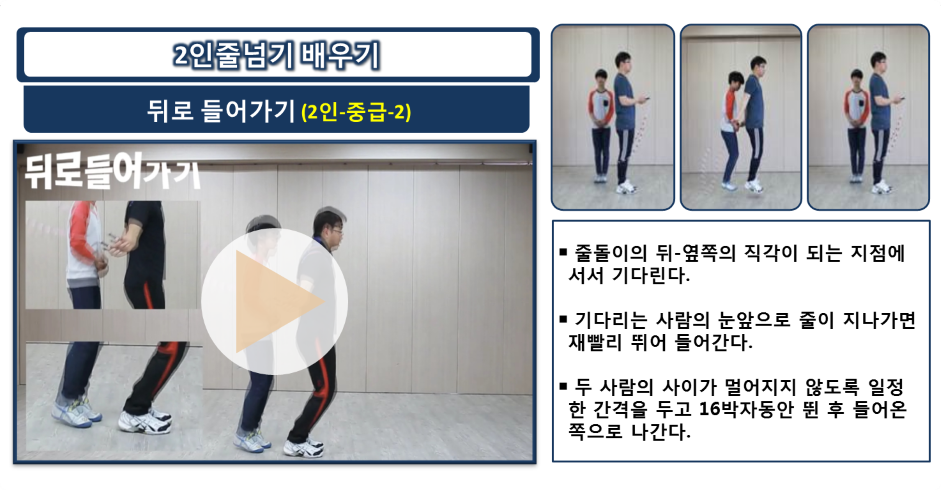 2인줄넘기 배우기
뒤로 들어가기 (2인-중급-2)
뒤로들어가기
▪ 줄돌이의 뒤-옆쪽의 직각이 되는 지점에
서서 기다린다.
▪ 기다리는 사람의 눈앞으로 줄이 지나가면
재빨리 뛰어 들어간다.
▪ 두 사람의 사이가 멀어지지 않도록 일정
한 간격을 두고 16박자동안 뛴 후 들어온
쪽으로 나간다.